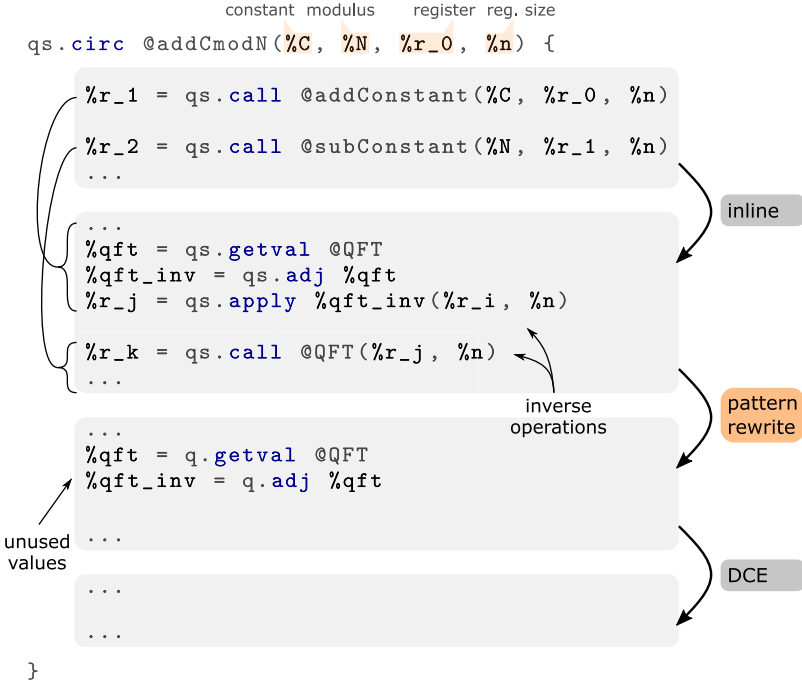 constant modulus register reg. size
qs.circ @addCmodN(%C, %N, %r_0, %n) {
%r_1 = qs.call @addConstant(%C, %r_0, %n)
%r_2 = qs.call @subConstant(%N, %r_1, %n)
...
inline
...
%qft = qs.getval @QFT
%qft_inv = qs.adj %qft
%r_j = qs.apply %qft_inv(%r_i, %n)
%r_k = qs.call @QFT(%r_j, %n)
...
inverse
operations
pattern
rewrite
...
%qft = q.getval @QFT
%qft_inv = q.adj %qft
...
unused
values
DCE
...
...
}